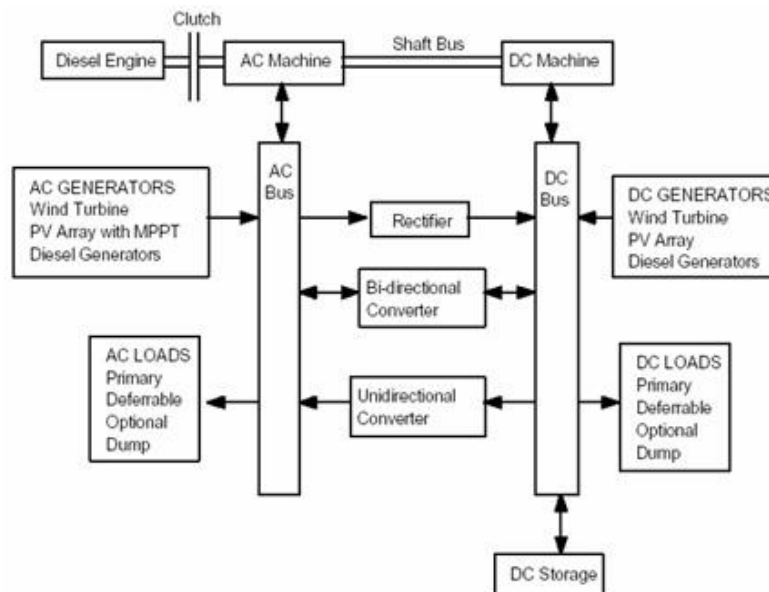 Clutch
Diesel Engine
AC Machine
Shaft Bus
DC Machine
AC
Bus
DC
Bus
AC GENERATORS
Wind Turbine
PV Array with MPPT
Diesel Generators
Rectifier
DC GENERATORS
Wind Turbine
PV Array
Diesel Generators
Bi-directional
Converter
AC LOADS
Primary
Deferrable
Optional
Dump
Unidirectional
Converter
DC LOADS
Primary
Deferrable
Optional
Dump
DC Storage